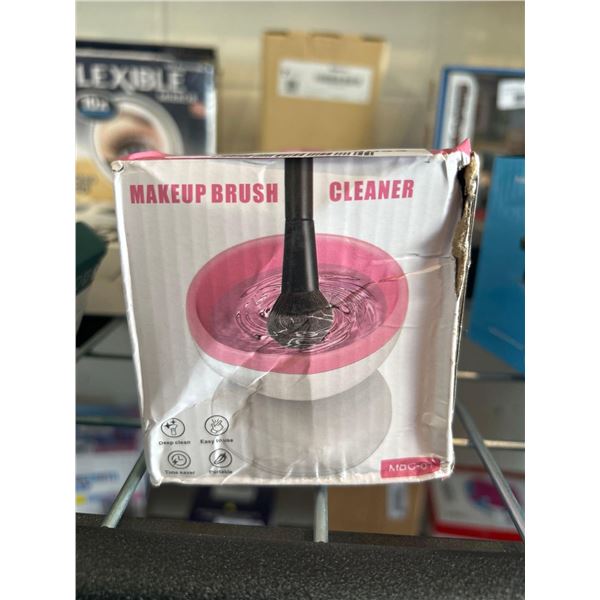 LEXIBLE
10x
MAKEUP BRUSH CLEANER
Deep clean
Easy to use
Time saver
Portable